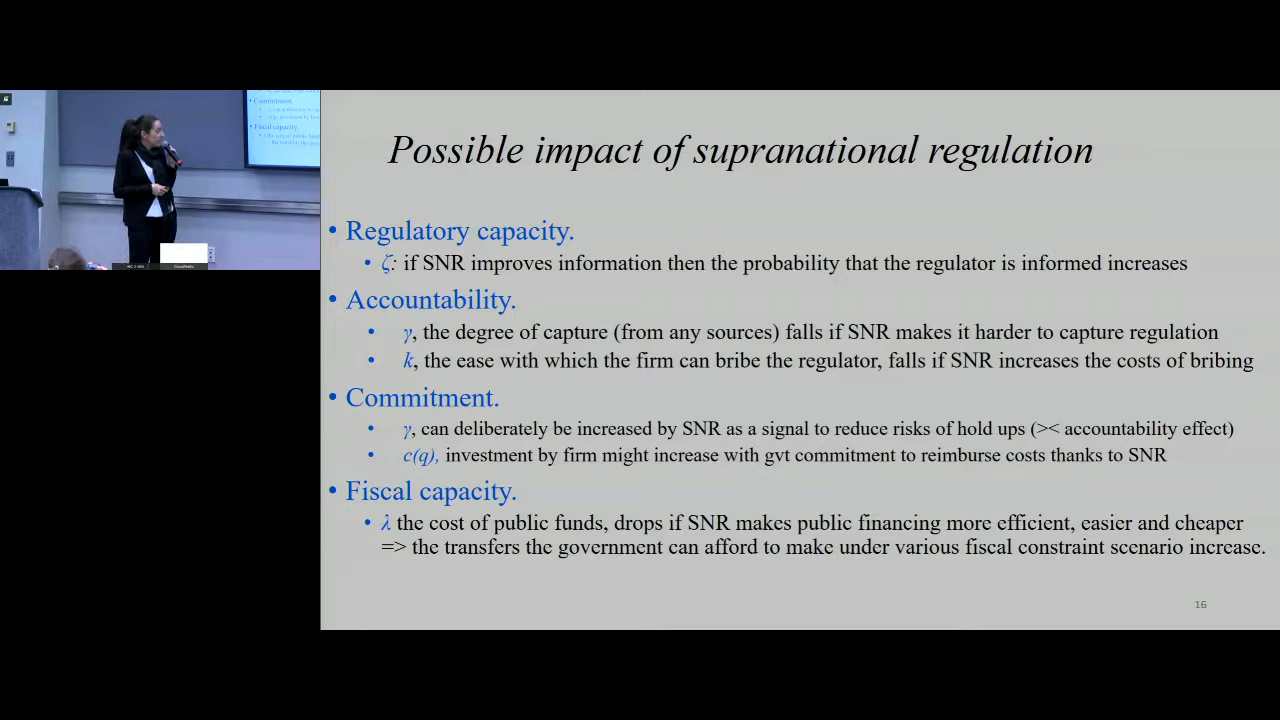 Possible impact of supranational regulation
• Regulatory capacity.
• ζ: if SNR improves information then the probability that the regulator is informed increases
• Accountability.
• γ, the degree of capture (from any sources) falls if SNR makes it harder to capture regulation
• k, the ease with which the firm can bribe the regulator, falls if SNR increases the costs of bribing
• Commitment.
• γ, can deliberately be increased by SNR as a signal to reduce risks of hold ups (>< accountability effect)
• c(q), investment by firm might increase with gvt commitment to reimburse costs thanks to SNR
• Fiscal capacity.
• λ the cost of public funds, drops if SNR makes public financing more efficient, easier and cheaper
=> the transfers the government can afford to make under various fiscal constraint scenario increase.
16
Commitment.
Fiscal capacity.